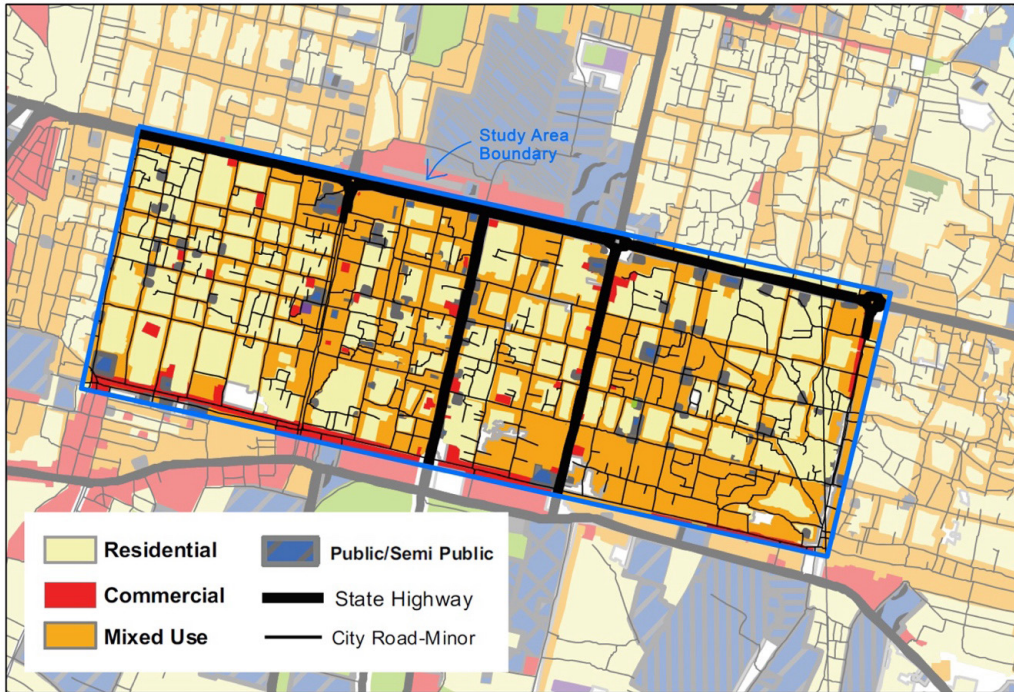 Study Area
Boundary
Residential
Public/Semi Public
Commercial
State Highway
Mixed Use
City Road-Minor